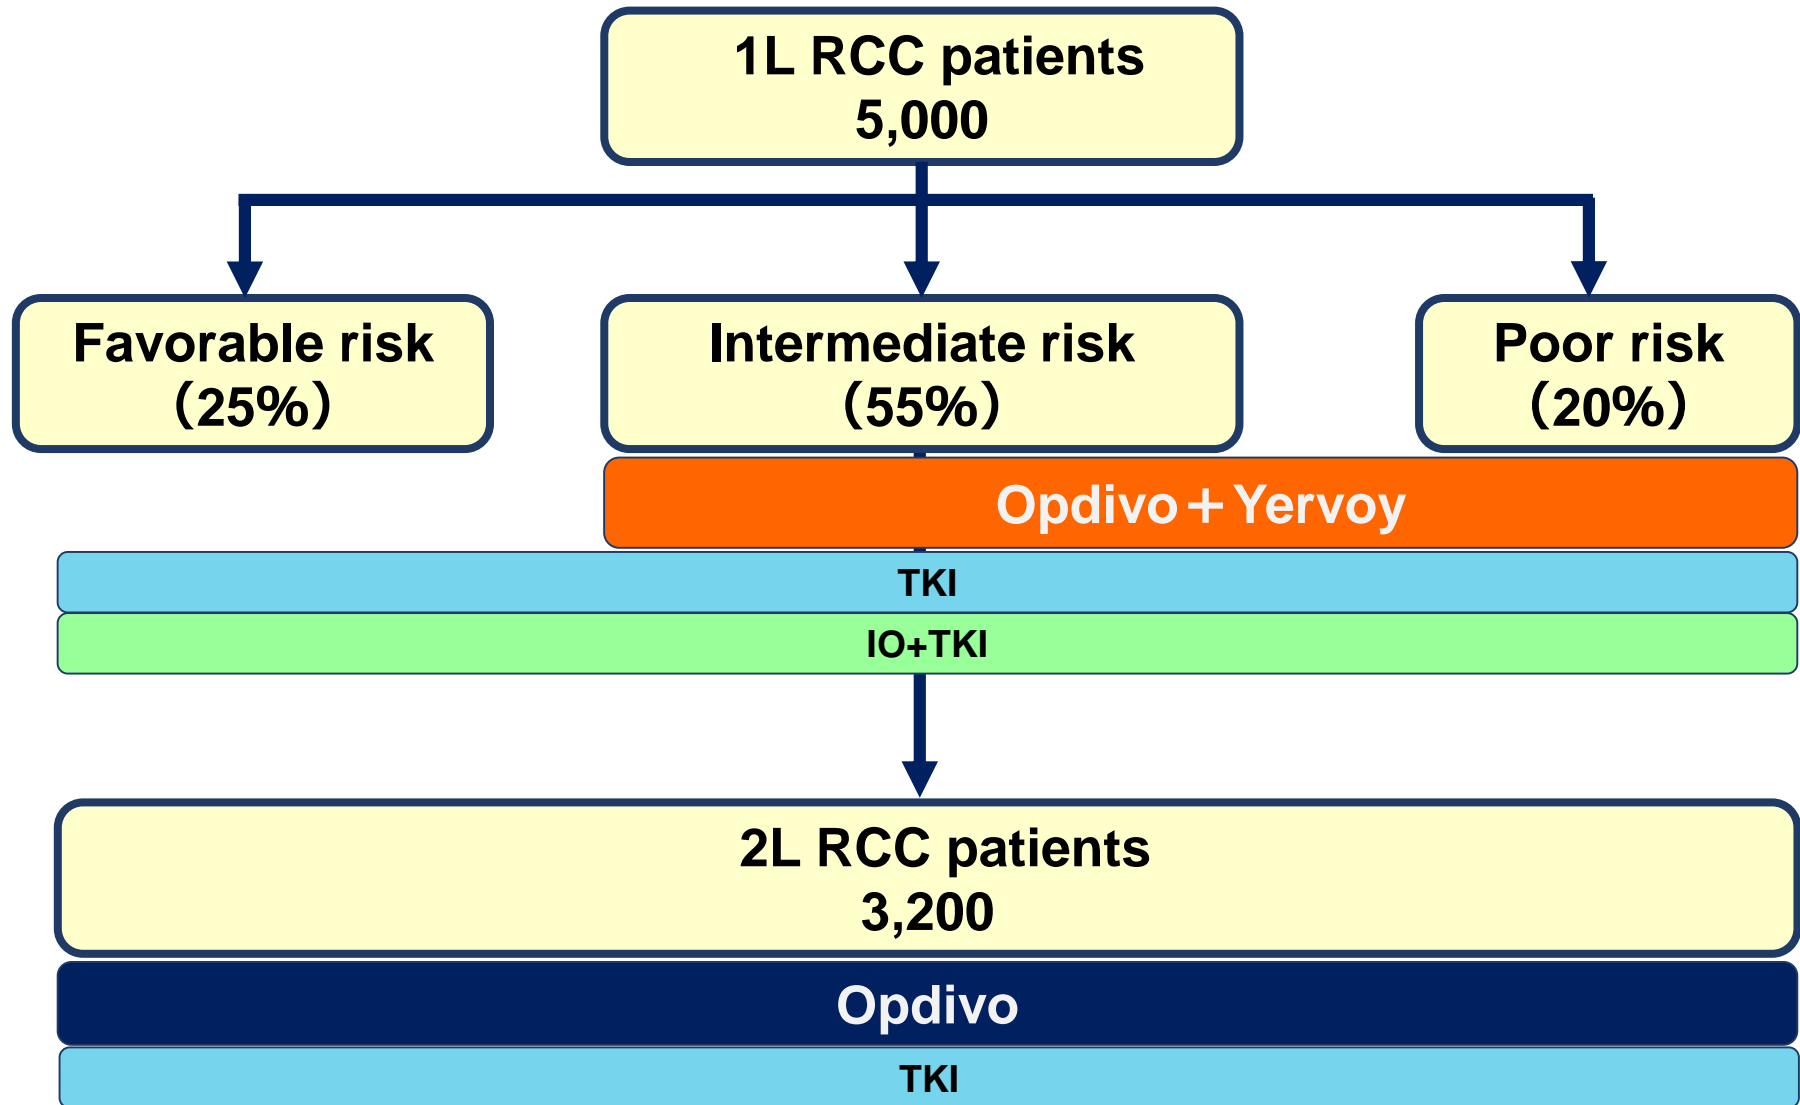 1L RCC patients
5,000
Favorable risk
（25%）
Intermediate risk
（55%）
Poor risk
（20%）
Opdivo＋Yervoy
TKI
IO+TKI
2L RCC patients
3,200
Opdivo
TKI